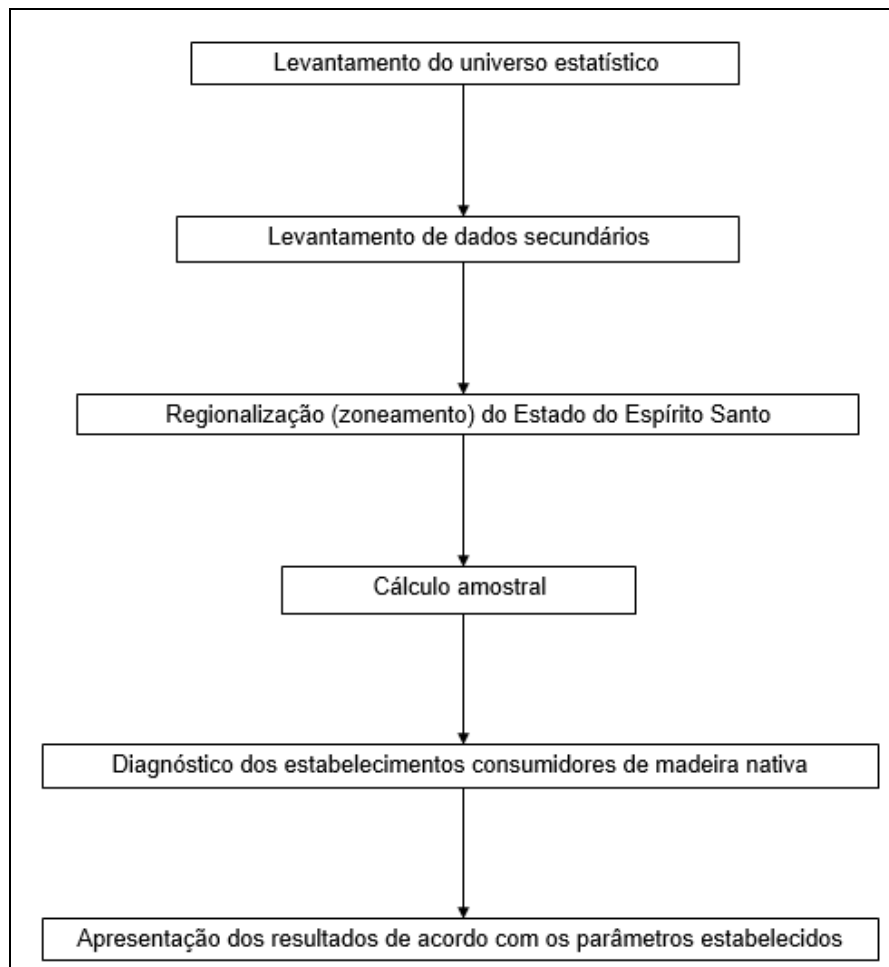 Levantamento do universo estatístico
Levantamento de dados secundários
Regionalização (zoneamento) do Estado do Espírito Santo
Cálculo amostral
Diagnóstico dos estabelecimentos consumidores de madeira nativa
Apresentação dos resultados de acordo com os parâmetros estabelecidos